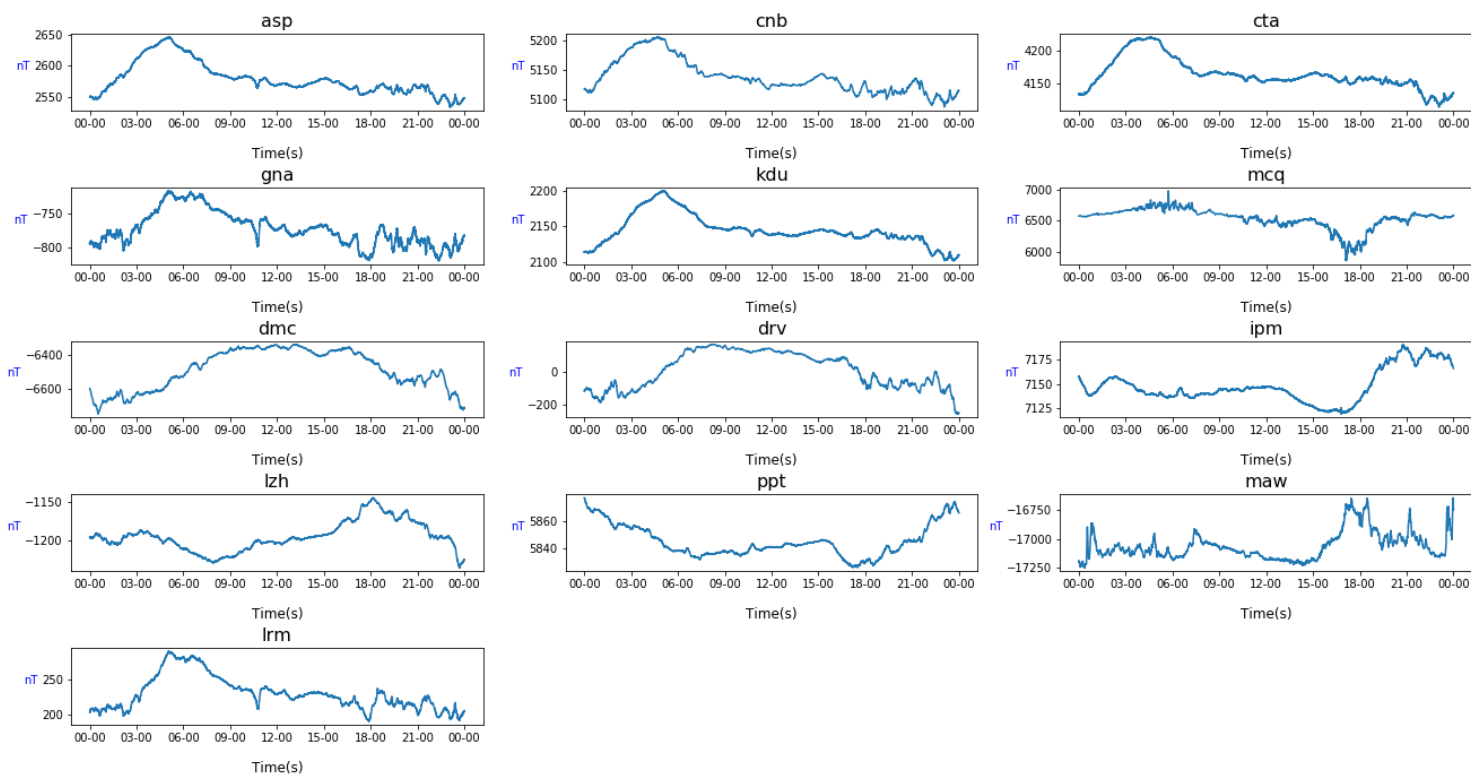 asp cnb cta
2650 5200 4200
nT nT nT
2600 5150 4150
2550 5100
00-00 03-00 06-00 09-00 12-00 15-00 18-00 21-00 00-00 00-00 03-00 06-00 09-00 12-00 15-00 18-00 21-00 00-00 00-00 03-00 06-00 09-00 12-00 15-00 18-00 21-00 00-00
Time(s) Time(s) Time(s)
gna kdu mcq
−750 2200 7000
nT nT nT
−800 2150 6500
2100 6000
00-00 03-00 06-00 09-00 12-00 15-00 18-00 21-00 00-00 00-00 03-00 06-00 09-00 12-00 15-00 18-00 21-00 00-00 00-00 03-00 06-00 09-00 12-00 15-00 18-00 21-00 00-00
Time(s) Time(s) Time(s)
dmc drv ipm
−6400 0 7175
nT nT nT
−6600 −200 7150
7125
00-00 03-00 06-00 09-00 12-00 15-00 18-00 21-00 00-00 00-00 03-00 06-00 09-00 12-00 15-00 18-00 21-00 00-00 00-00 03-00 06-00 09-00 12-00 15-00 18-00 21-00 00-00
Time(s) Time(s) Time(s)
lzh ppt maw
−1150 5860 −16750
nT nT nT
−1200 5840 −17000
−17250
00-00 03-00 06-00 09-00 12-00 15-00 18-00 21-00 00-00 00-00 03-00 06-00 09-00 12-00 15-00 18-00 21-00 00-00 00-00 03-00 06-00 09-00 12-00 15-00 18-00 21-00 00-00
Time(s) Time(s) Time(s)
lrm
250
nT
200
00-00 03-00 06-00 09-00 12-00 15-00 18-00 21-00 00-00
Time(s)